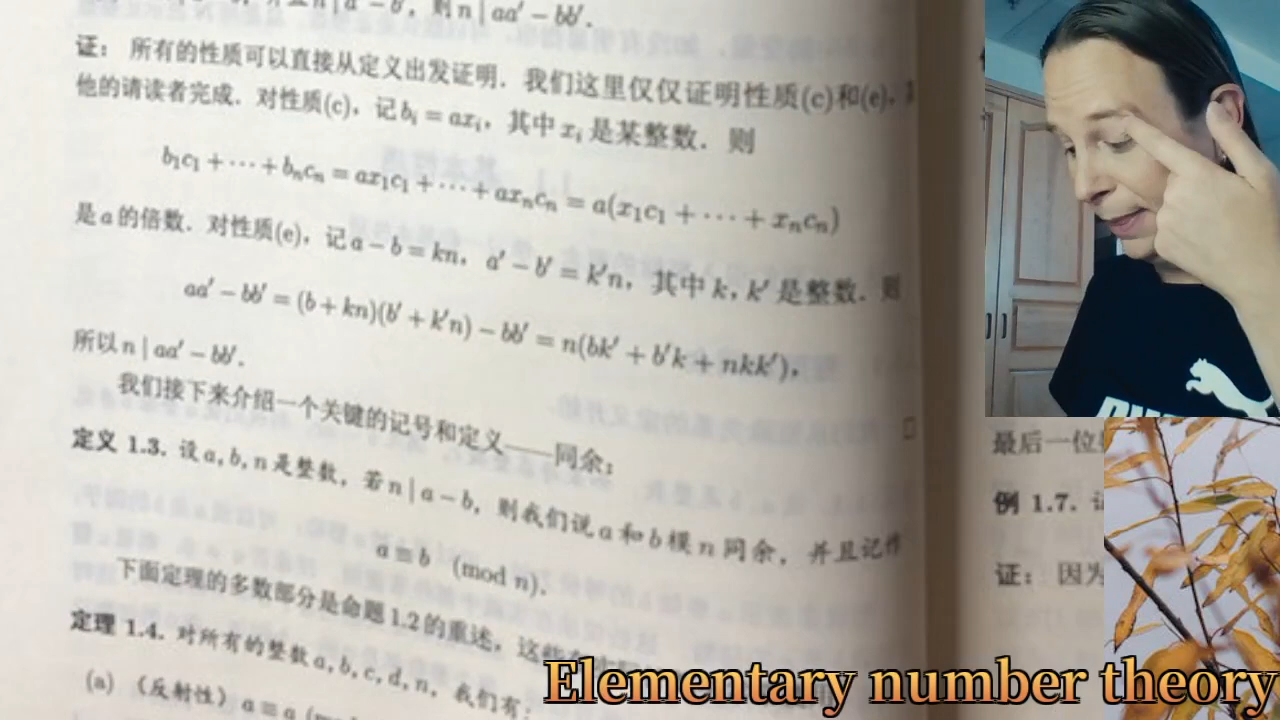 且 n | a' − b', 则 n | aa' − bb'.
证: 所有的性质可以直接从定义出发证明. 我们这里仅仅证明性质(c)和(e),
他的请读者完成. 对性质(c), 记 bᵢ = axᵢ, 其中 xᵢ 是某整数. 则
b₁c₁ + ⋯ + bₙcₙ = ax₁c₁ + ⋯ + axₙcₙ = a(x₁c₁ + ⋯ + xₙcₙ)
是 a 的倍数. 对性质(e), 记 a − b = kn, a' − b' = k'n, 其中 k, k' 是整数. 则
aa' − bb' = (b + kn)(b' + k'n) − bb' = n(bk' + b'k + nkk'),
所以 n | aa' − bb'.
□
我们接下来介绍一个关键的记号和定义——同余:
定义 1.3. 设 a, b, n 是整数, 若 n | a − b, 则我们说 a 和 b 模 n 同余, 并且记作
a ≡ b (mod n).
下面定理的多数部分是命题1.2的重述, 这些
定理 1.4. 对所有的整数 a, b, c, d, n, 我们有:
(a) (反射性) a ≡ a
最后一位
例 1.7.
证: 因为
Elementary number theory